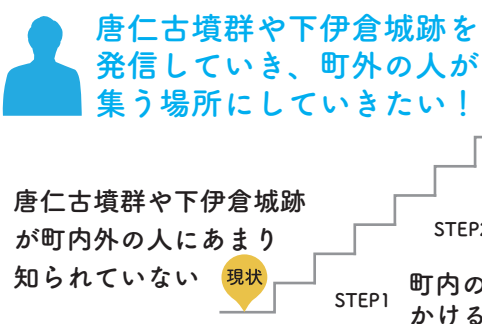 唐仁古墳群や下伊倉城跡を
発信していき、町外の人が
集う場所にしていきたい！
唐仁古墳群や下伊倉城跡
が町内外の人にあまり
知られていない
現状
STEP2
STEP1
町内の
かける